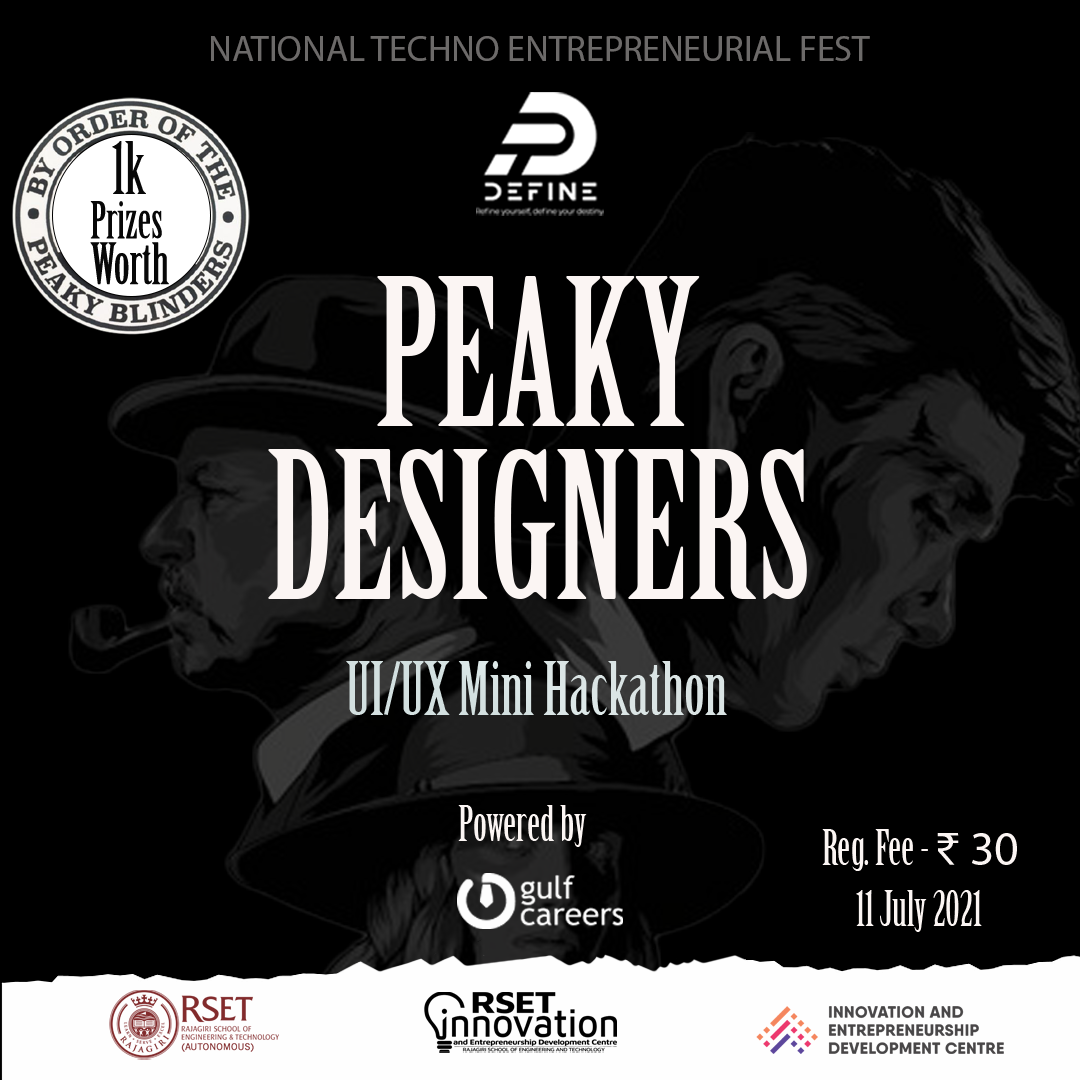 NATIONAL TECHNO ENTREPRENEURIAL FEST
BY ORDER OF THE
PEAKY BLINDERS
1k
Prizes
Worth
DEFINE
Refine yourself, define your destiny
PEAKY
DESIGNERS
UI/UX Mini Hackathon
Powered by
gulf
careers
Reg. Fee - ₹ 30
11 July 2021
RSET
RAJAGIRI SCHOOL OF
ENGINEERING & TECHNOLOGY
(AUTONOMOUS)
RAJAGIRI
RSET
innovation
and Entrepreneurship Development Centre
RAJAGIRI SCHOOL OF ENGINEERING AND TECHNOLOGY
INNOVATION AND
ENTREPRENEURSHIP
DEVELOPMENT CENTRE